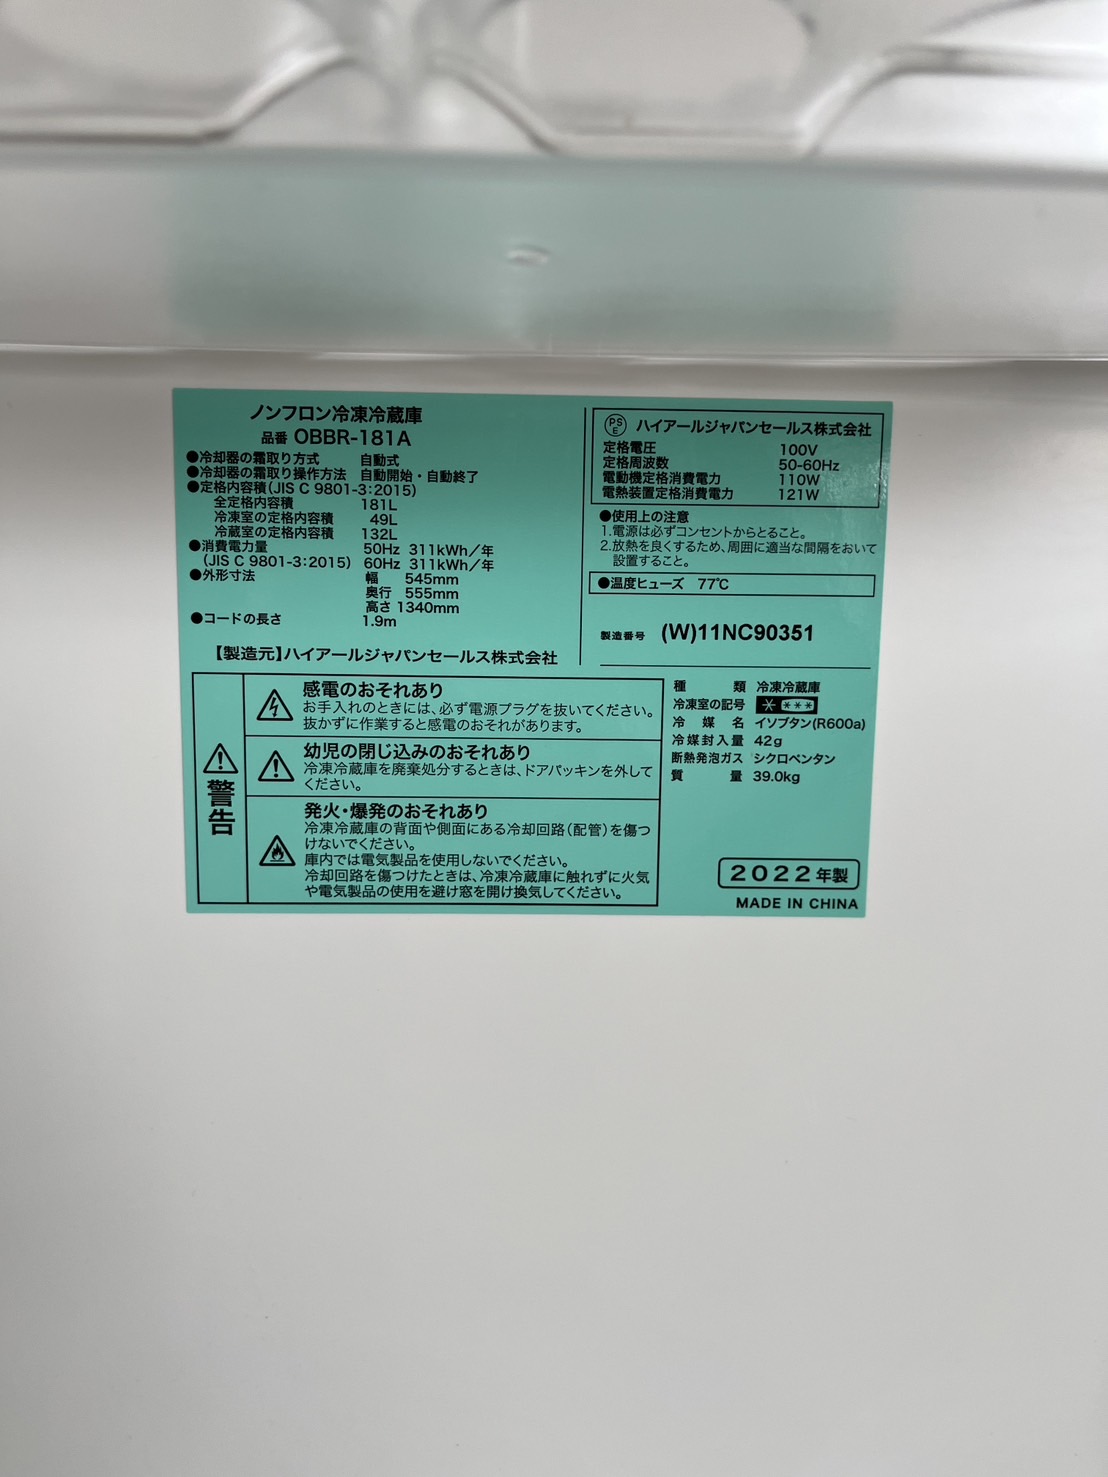 ノンフロン冷凍冷蔵庫
品番 OBBR-181A
●冷却器の霜取り方式 自動式
●冷却器の霜取り操作方法 自動開始・自動終了
●定格内容積(JIS C 9801-3:2015)
全定格内容積 181L
冷凍室の定格内容積 49L
冷蔵室の定格内容積 132L
●消費電力量 50Hz 311kWh/年
(JIS C 9801-3:2015) 60Hz 311kWh/年
●外形寸法 幅 545mm
奥行 555mm
高さ 1340mm
●コードの長さ 1.9m
【製造元】ハイアールジャパンセールス株式会社
PS E ハイアールジャパンセールス株式会社
定格電圧 100V
定格周波数 50-60Hz
電動機定格消費電力 110W
電熱装置定格消費電力 121W
●使用上の注意
1.電源は必ずコンセントからとること。
2.放熱を良くするため、周囲に適当な間隔をおいて
設置すること。
●温度ヒューズ 77℃
製造番号 (W)11NC90351
警告
感電のおそれあり
お手入れのときには、必ず電源プラグを抜いてください。
抜かずに作業すると感電のおそれがあります。
幼児の閉じ込みのおそれあり
冷凍冷蔵庫を廃棄処分するときは、ドアパッキンを外して
ください。
発火・爆発のおそれあり
冷凍冷蔵庫の背面や側面にある冷却回路(配管)を傷つ
けないでください。
庫内では電気製品を使用しないでください。
冷却回路を傷つけたときは、冷凍冷蔵庫に触れずに火気
や電気製品の使用を避け窓を開け換気してください。
種類 冷凍冷蔵庫
冷凍室の記号 * ***
冷媒名 イソブタン(R600a)
冷媒封入量 42g
断熱発泡ガス シクロペンタン
質量 39.0kg
2022年製
MADE IN CHINA